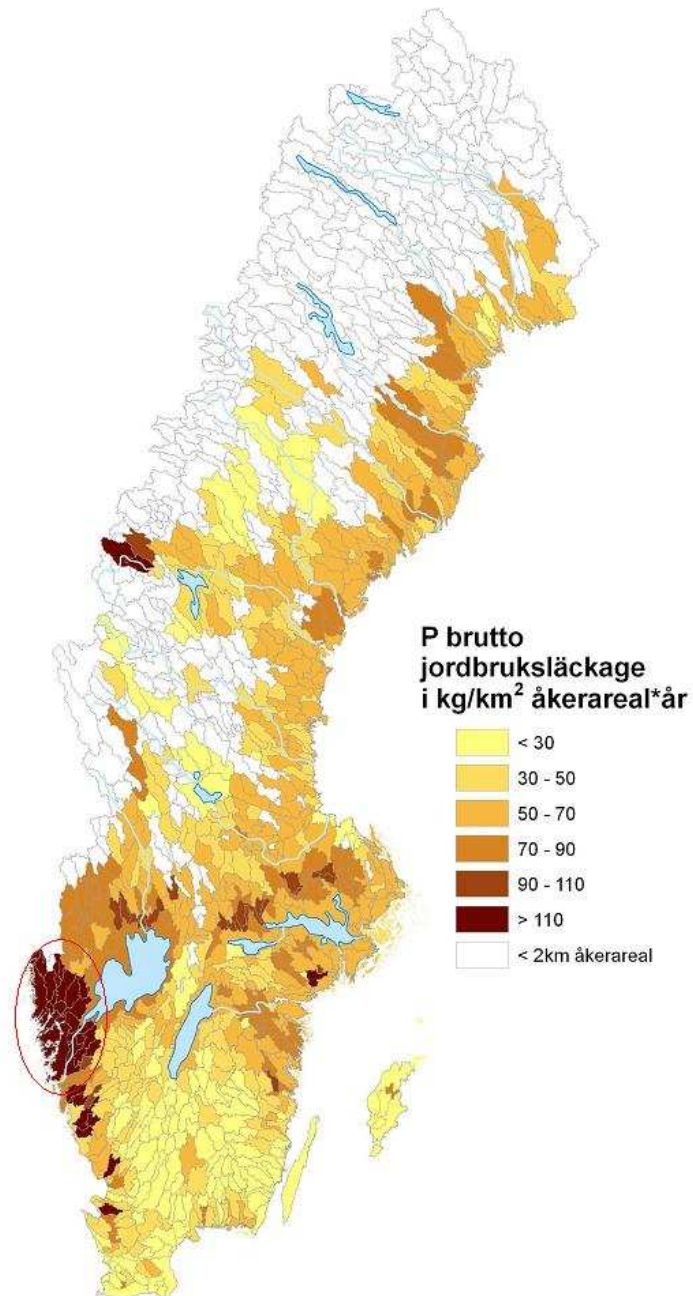 P brutto
jordbruksläckage
i kg/km² åkerareal*år
< 30
30 - 50
50 - 70
70 - 90
90 - 110
> 110
< 2km åkerareal